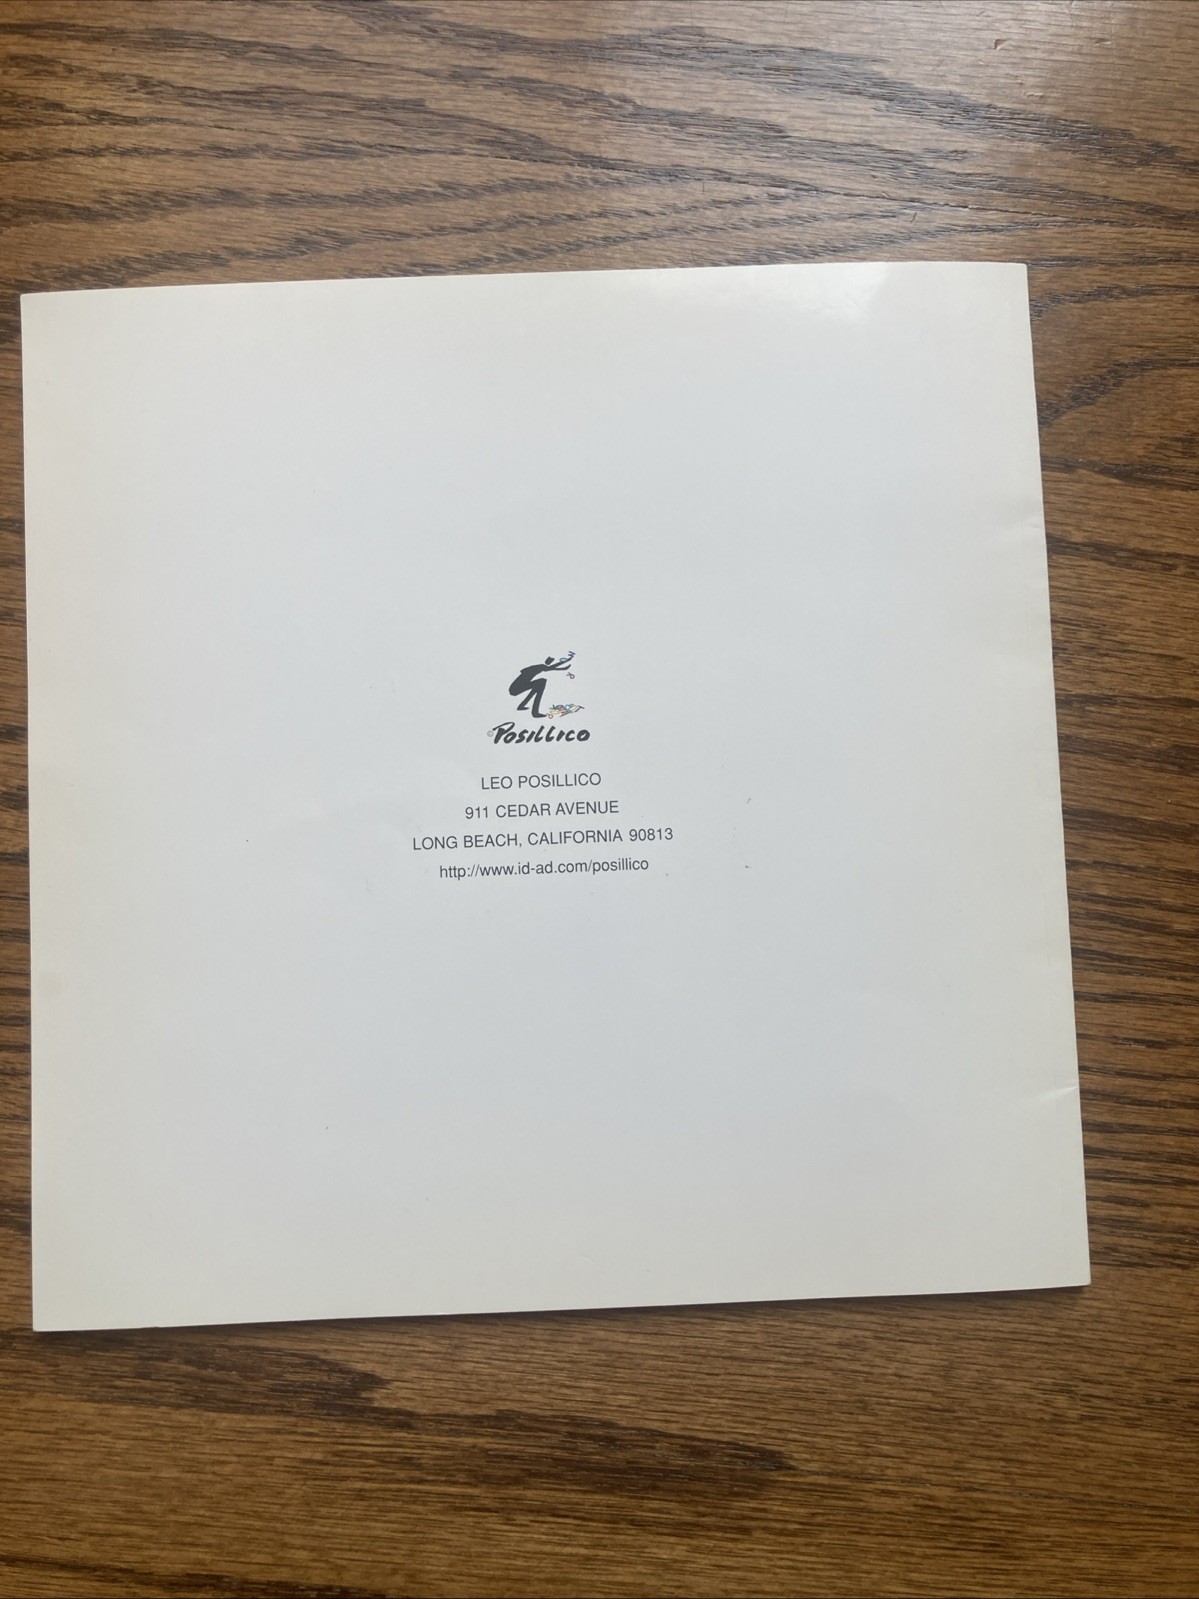 ©Posillico
LEO POSILLICO
911 CEDAR AVENUE
LONG BEACH, CALIFORNIA 90813
http://www.id-ad.com/posillico